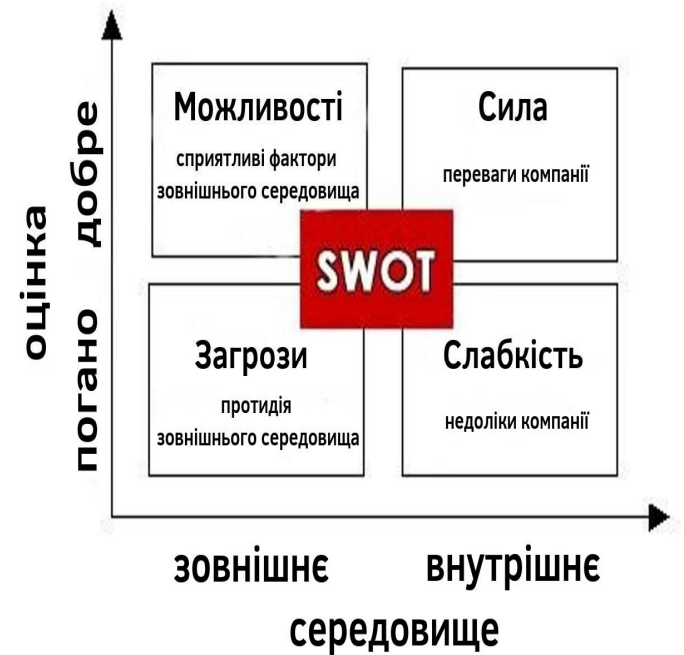 оцінка
добре
погано
Можливості
сприятливі фактори
зовнішнього середовища
Сила
переваги компанії
SWOT
Загрози
протидія
зовнішнього середовища
Слабкість
недоліки компанії
зовнішнє
внутрішнє
середовище